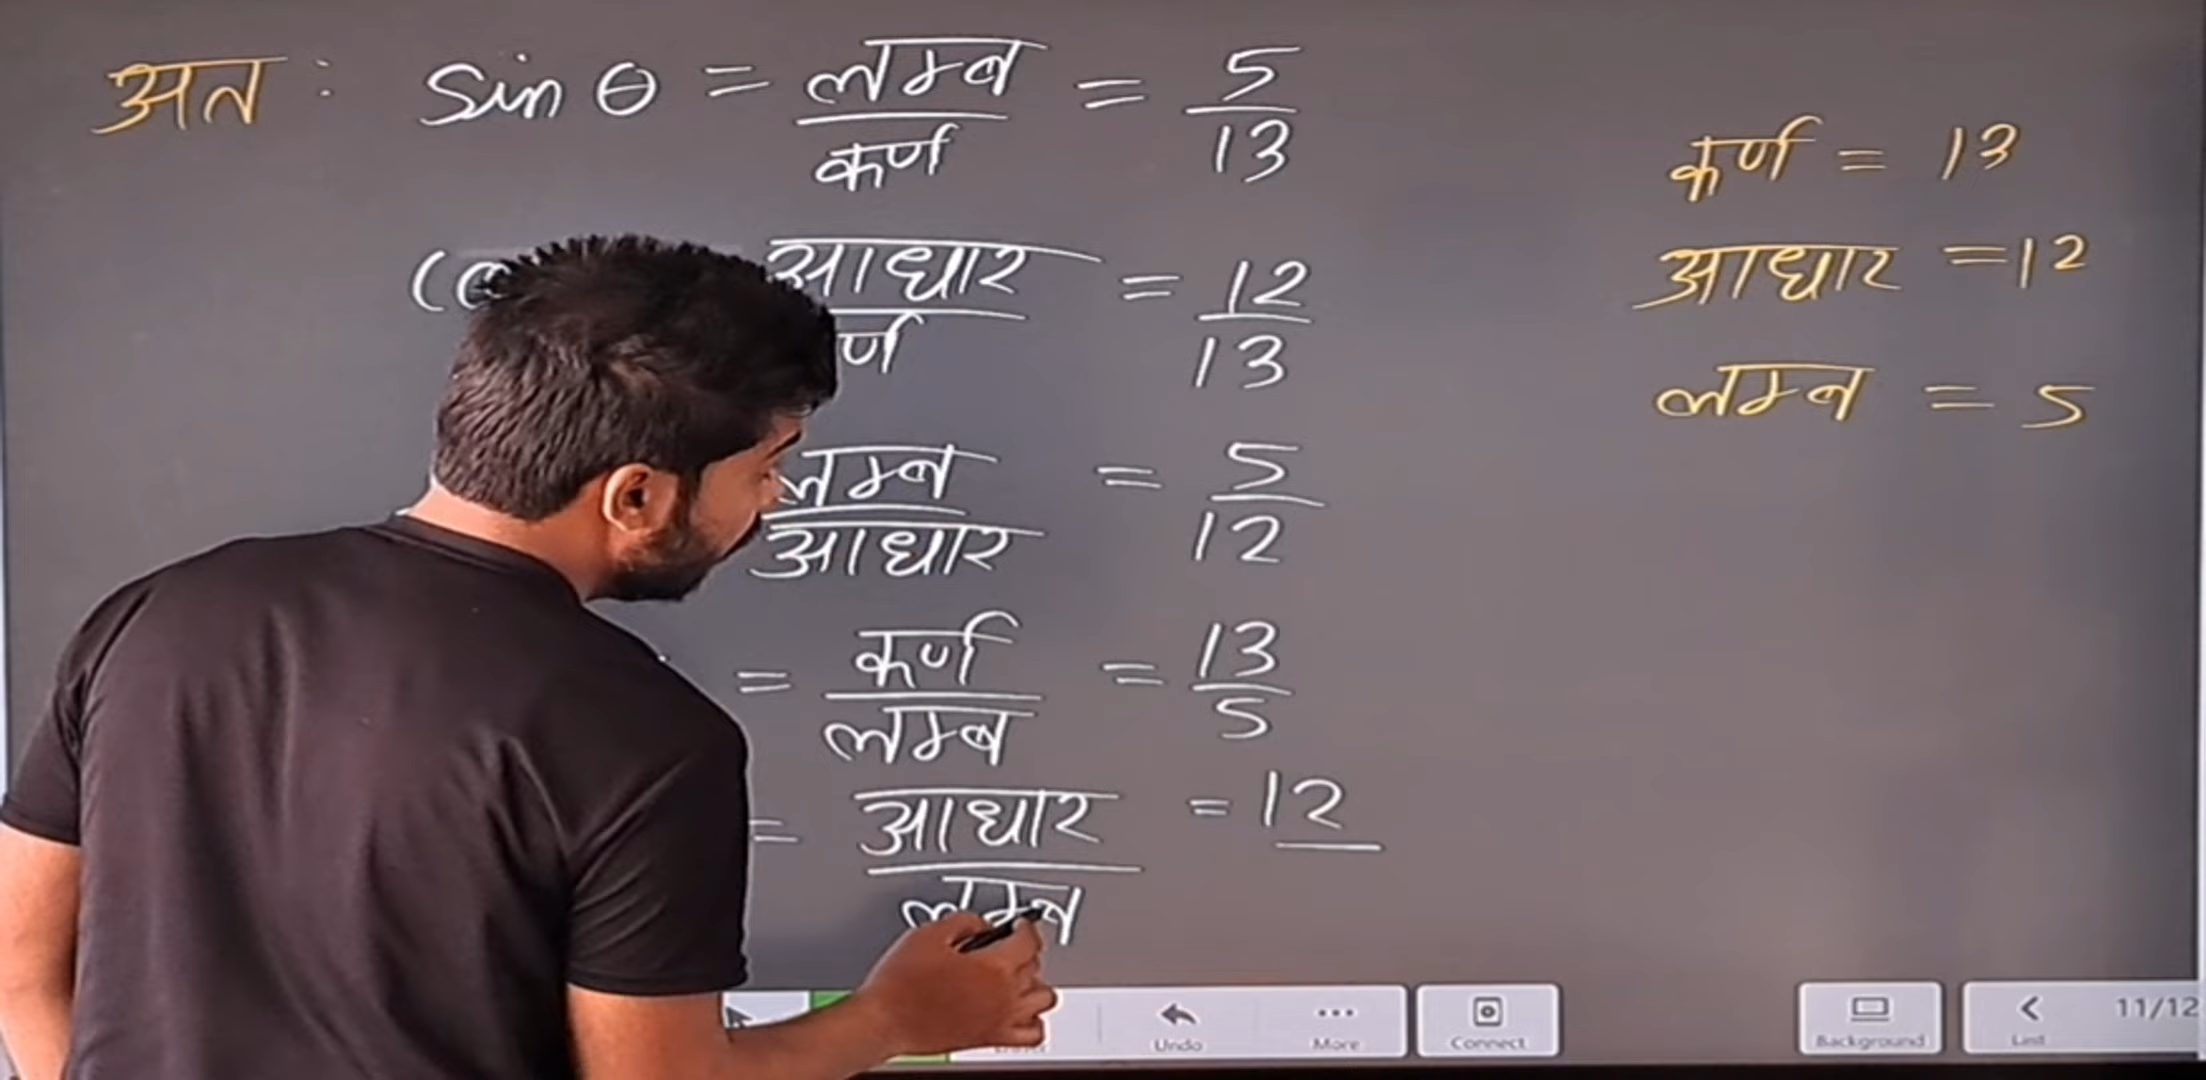 अत : sin θ = लम्ब / कर्ण = 5 / 13
कर्ण = 13
आधार / = 12 / 13
आधार = 12
लम्ब / आधार = 5 / 12
लम्ब = 5
= कर्ण / लम्ब = 13 / 5
= आधार / लम्ब = 12
Undo More Connect Background 11/12